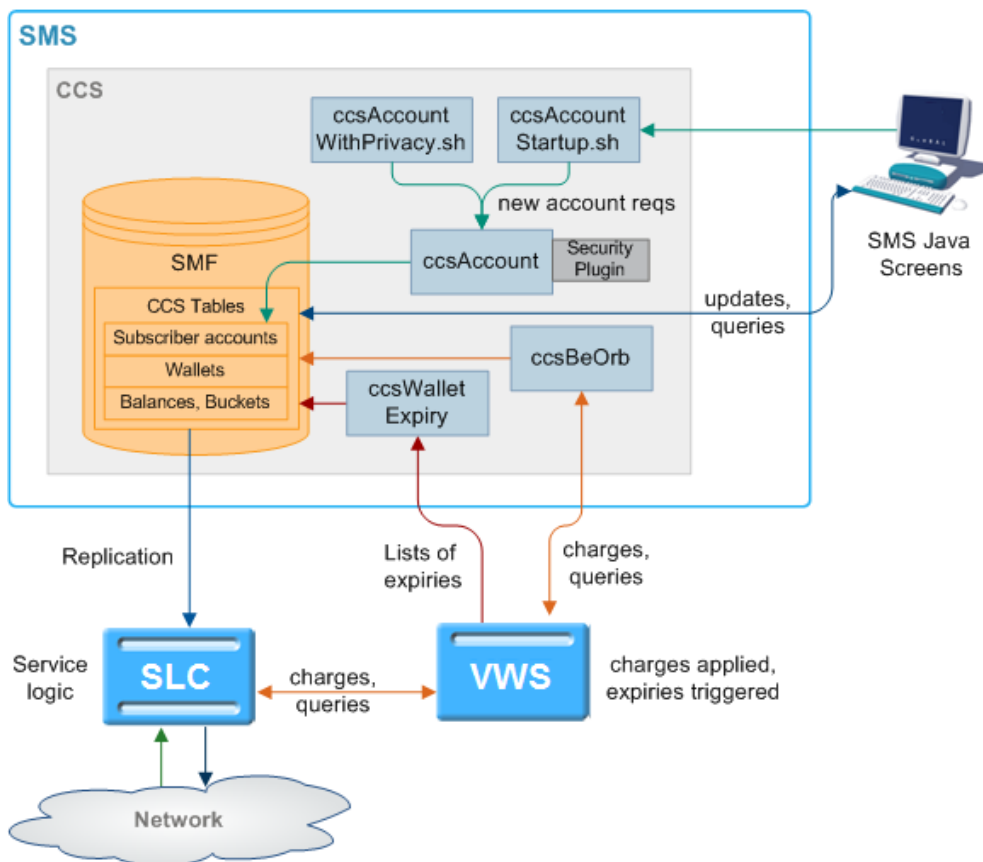 SMS
CCS
ccsAccount
WithPrivacy.sh
ccsAccount
Startup.sh
new account reqs
SMF
ccsAccount
Security
Plugin
SMS Java
Screens
CCS Tables
updates,
queries
Subscriber accounts
Wallets
Balances, Buckets
ccsBeOrb
ccsWallet
Expiry
Replication
Lists of
expiries
charges,
queries
Service
logic
SLC
charges,
queries
VWS
charges applied,
expiries triggered
Network